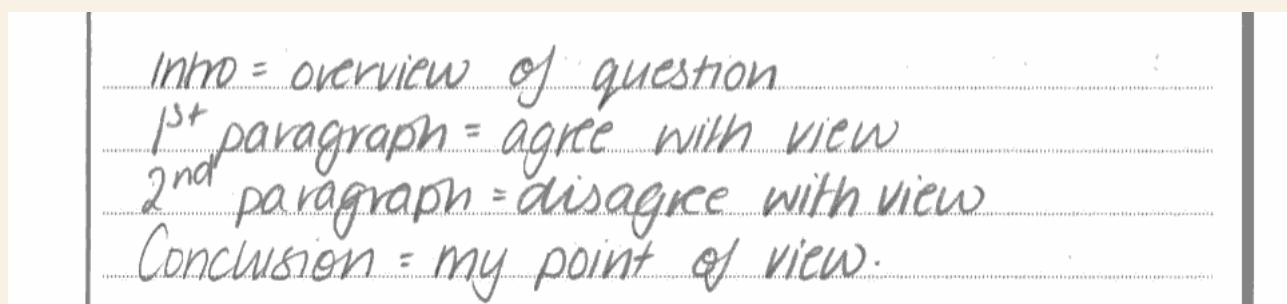 Intro = overview of question
1st paragraph = agree with view
2nd paragraph = disagree with view
Conclusion = my point of view.